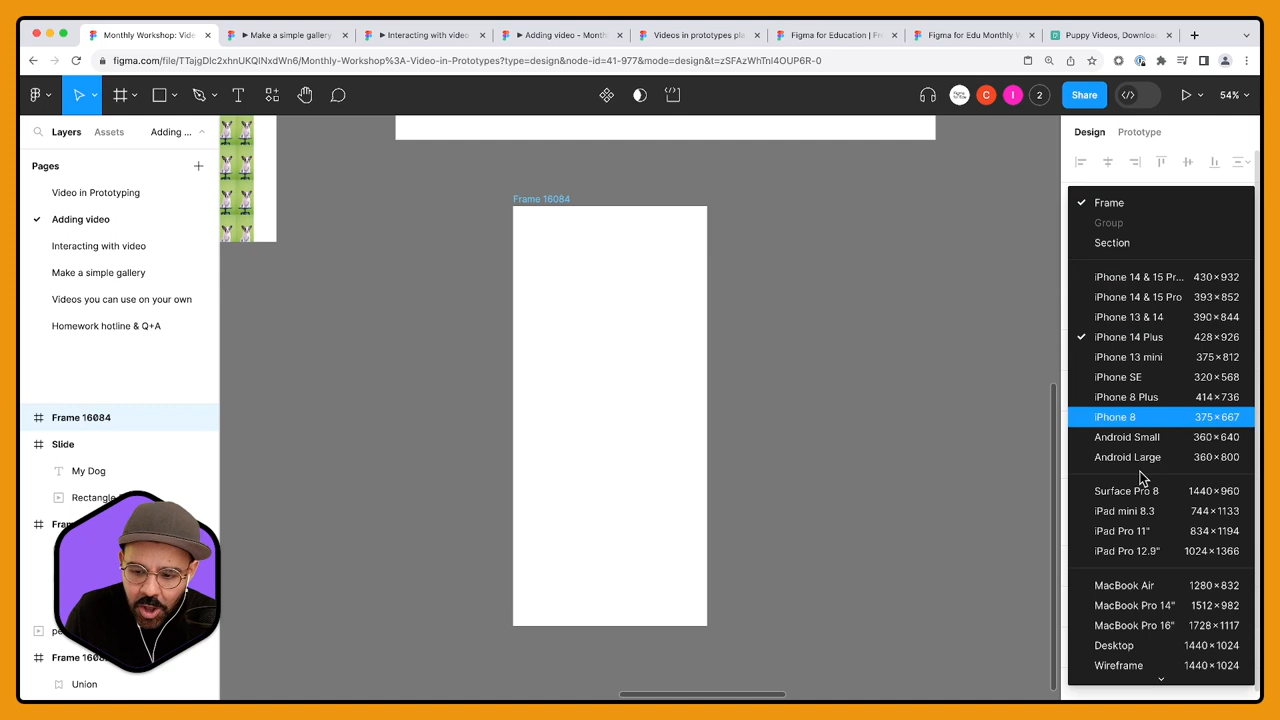 Monthly Workshop: Vide
Make a simple gallery
Interacting with video
Adding video - Month
Videos in prototypes pla
Figma for Education | Fr
Figma for Edu Monthly W
Puppy Videos, Download
figma.com/file/TTajgDlc2xhnUKQlNxdWn6/Monthly-Workshop%3A-Video-in-Prototypes?type=design&node-id=41-977&mode=design&t=zSFAzWhTnl4OUP6R-0
C
I
2
Share
54%
Layers
Assets
Adding ...
Design
Prototype
Pages
Video in Prototyping
Adding video
Interacting with video
Make a simple gallery
Videos you can use on your own
Homework hotline & Q+A
Frame 16084
Slide
My Dog
Rectangle
Fra
pe
Frame 1608
Union
Frame 16084
Frame
Group
Section
iPhone 14 & 15 Pr... 430×932
iPhone 14 & 15 Pro 393×852
iPhone 13 & 14 390×844
iPhone 14 Plus 428×926
iPhone 13 mini 375×812
iPhone SE 320×568
iPhone 8 Plus 414×736
iPhone 8 375×667
Android Small 360×640
Android Large 360×800
Surface Pro 8 1440×960
iPad mini 8.3 744×1133
iPad Pro 11" 834×1194
iPad Pro 12.9" 1024×1366
MacBook Air 1280×832
MacBook Pro 14" 1512×982
MacBook Pro 16" 1728×1117
Desktop 1440×1024
Wireframe 1440×1024